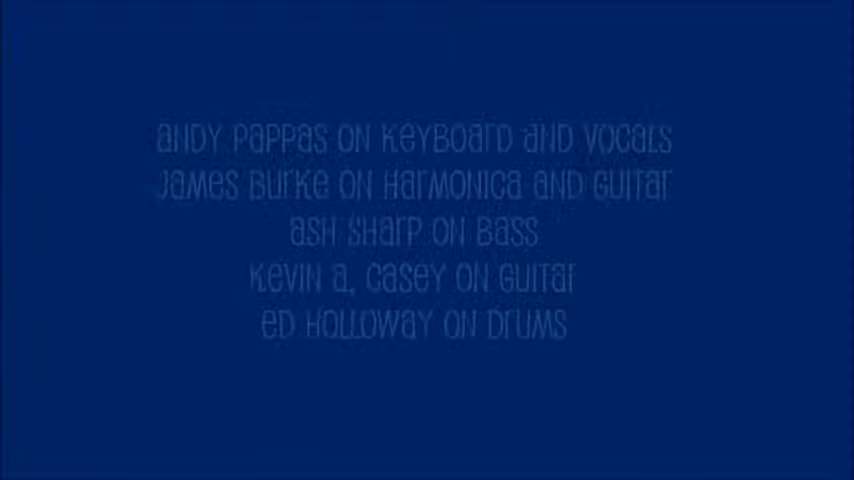 andy pappas on keyboard and vocals
james burke on harmonica and guitar
ash sharp on bass
kevin a. casey on guitar
ed holloway on drums